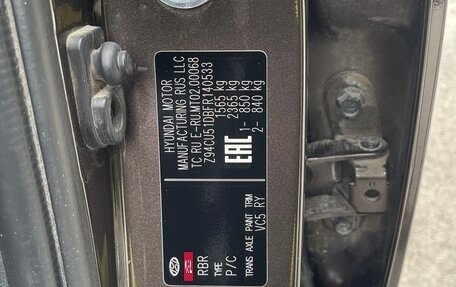 HYUNDAI MOTOR
MANUFACTURING RUS LLC
TC RU E-RU.MT02.00068
Z94CU51DBFR140533
1565 kg
2365 kg
1- 850 kg
2- 840 kg
EAC
RBR
TYPE
P/C
TRANS AXLE PAINT TRM
VC5 RY